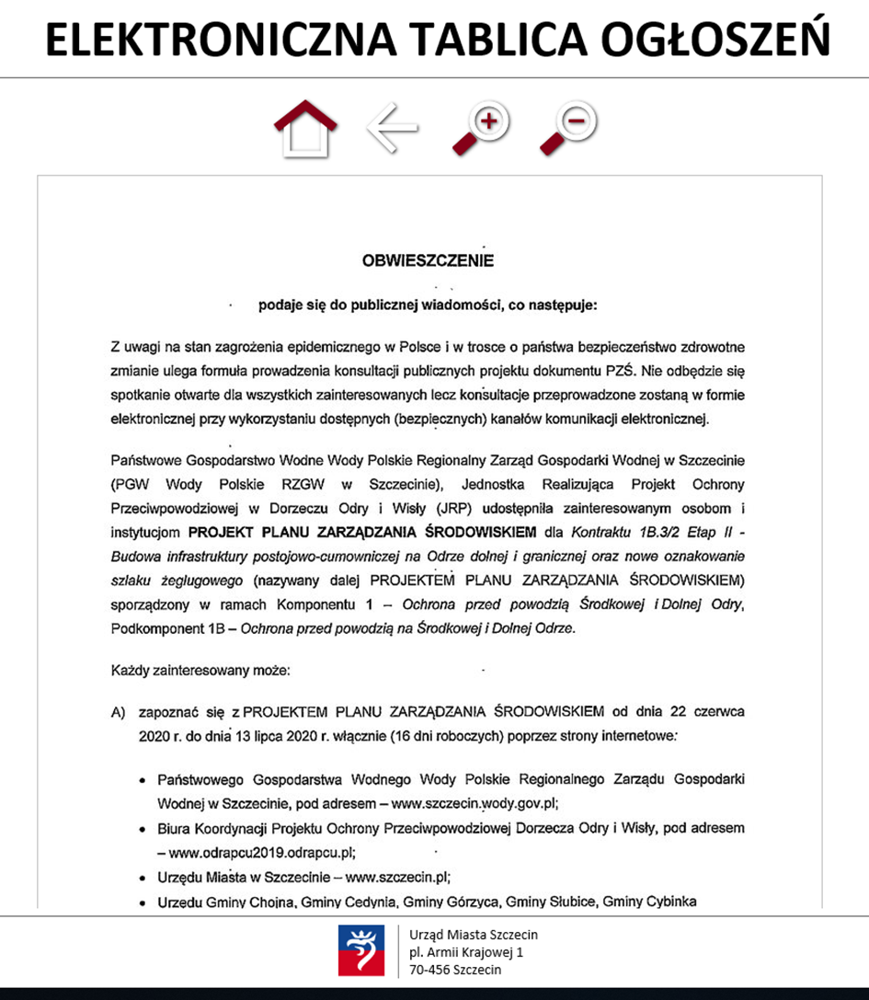 ELEKTRONICZNA TABLICA OGŁOSZEŃ
OBWIESZCZENIE
podaje się do publicznej wiadomości, co następuje:
Z uwagi na stan zagrożenia epidemicznego w Polsce i w trosce o państwa bezpieczeństwo zdrowotne
zmianie ulega formuła prowadzenia konsultacji publicznych projektu dokumentu PZŚ. Nie odbędzie się
spotkanie otwarte dla wszystkich zainteresowanych lecz konsultacje przeprowadzone zostaną w formie
elektronicznej przy wykorzystaniu dostępnych (bezpiecznych) kanałów komunikacji elektronicznej.
Państwowe Gospodarstwo Wodne Wody Polskie Regionalny Zarząd Gospodarki Wodnej w Szczecinie
(PGW Wody Polskie RZGW w Szczecinie), Jednostka Realizująca Projekt Ochrony
Przeciwpowodziowej w Dorzeczu Odry i Wisły (JRP) udostępniła zainteresowanym osobom i
instytucjom PROJEKT PLANU ZARZĄDZANIA ŚRODOWISKIEM dla Kontraktu 1B.3/2 Etap II -
Budowa infrastruktury postojowo-cumowniczej na Odrze dolnej i granicznej oraz nowe oznakowanie
szlaku żeglugowego (nazywany dalej PROJEKTEM PLANU ZARZĄDZANIA ŚRODOWISKIEM)
sporządzony w ramach Komponentu 1 – Ochrona przed powodzią Środkowej i Dolnej Odry,
Podkomponent 1B – Ochrona przed powodzią na Środkowej i Dolnej Odrze.
Każdy zainteresowany może:
A) zapoznać się z PROJEKTEM PLANU ZARZĄDZANIA ŚRODOWISKIEM od dnia 22 czerwca
2020 r. do dnia 13 lipca 2020 r. włącznie (16 dni roboczych) poprzez strony internetowe:
• Państwowego Gospodarstwa Wodnego Wody Polskie Regionalnego Zarządu Gospodarki
Wodnej w Szczecinie, pod adresem – www.szczecin.wody.gov.pl;
• Biura Koordynacji Projektu Ochrony Przeciwpowodziowej Dorzecza Odry i Wisły, pod adresem
– www.odrapcu2019.odrapcu.pl;
• Urzędu Miasta w Szczecinie – www.szczecin.pl;
• Urzędu Gminy Chojna, Gminy Cedynia, Gminy Górzyca, Gminy Słubice, Gminy Cybinka
Urząd Miasta Szczecin
pl. Armii Krajowej 1
70-456 Szczecin